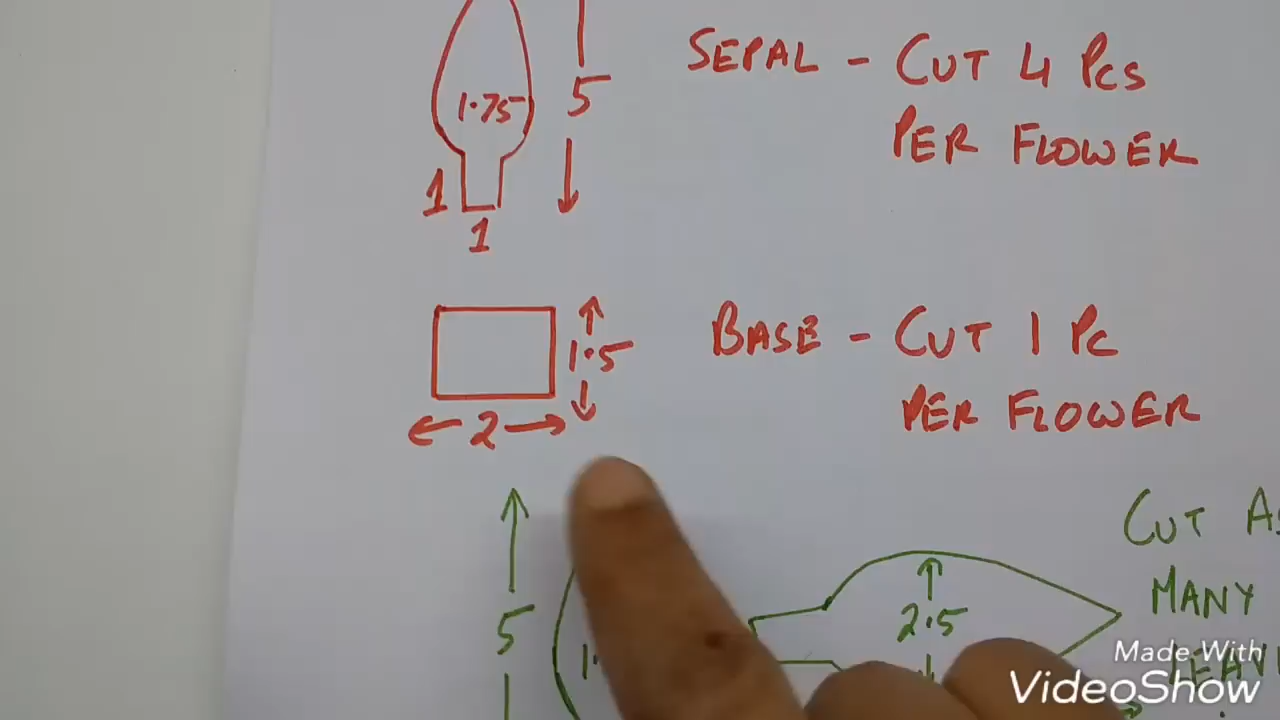 SEPAL - CUT 4 PCS
PER FLOWER
1.75
5
1
1
BASE - CUT 1 PC
PER FLOWER
1.5
2
CUT
MANY
5
2.5
Made With
VideoShow